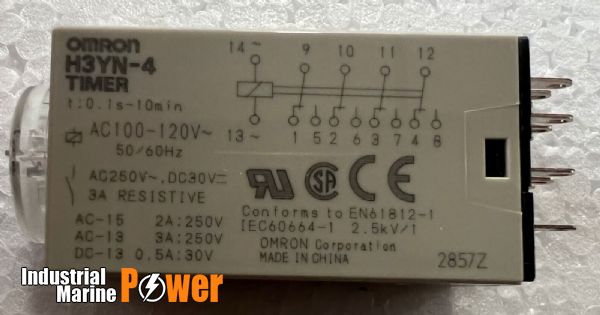 OMRON
H3YN-4
TIMER
t:0.1s-10min
AC100-120V~
50/60Hz
AC250V~.DC30V⎓
3A RESISTIVE
AC-15 2A:250V
AC-13 3A:250V
DC-13 0.5A:30V
14~ 9 10 11 12
13~ 1 5 2 6 3 7 4 8
RU SA CE
Conforms to EN61812-1
IEC60664-1 2.5kV/1
OMRON Corporation
MADE IN CHINA
2857Z
Industrial
Marine Power